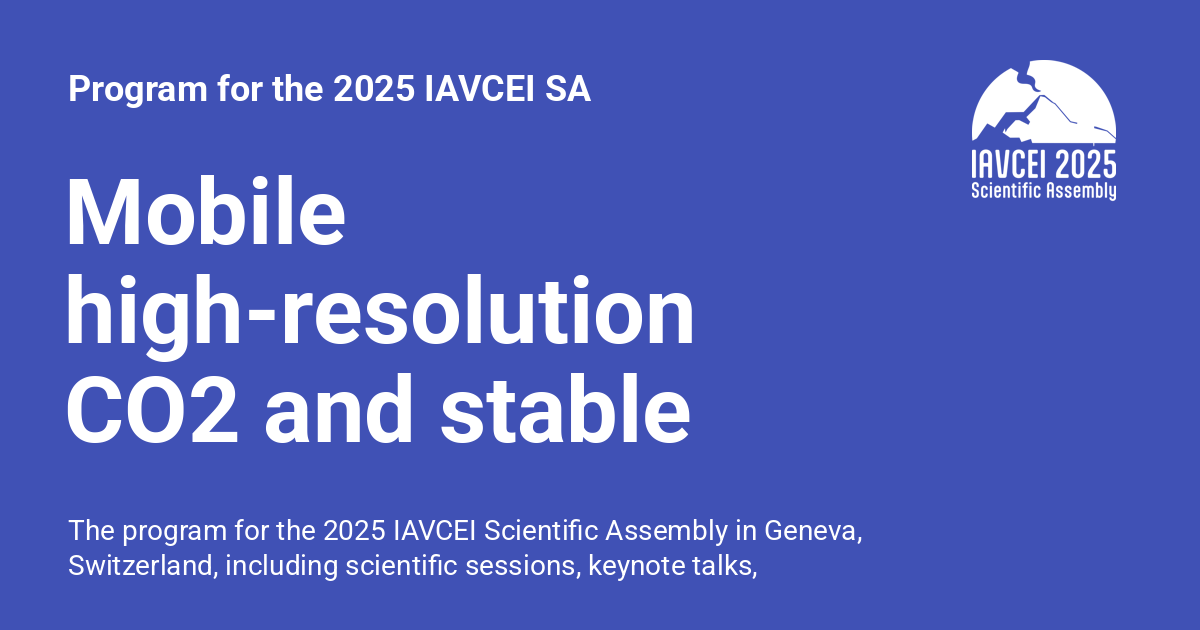 Program for the 2025 IAVCEI SA
IAVCEI 2025
Scientific Assembly
Mobile
high-resolution
CO2 and stable
The program for the 2025 IAVCEI Scientific Assembly in Geneva,
Switzerland, including scientific sessions, keynote talks,